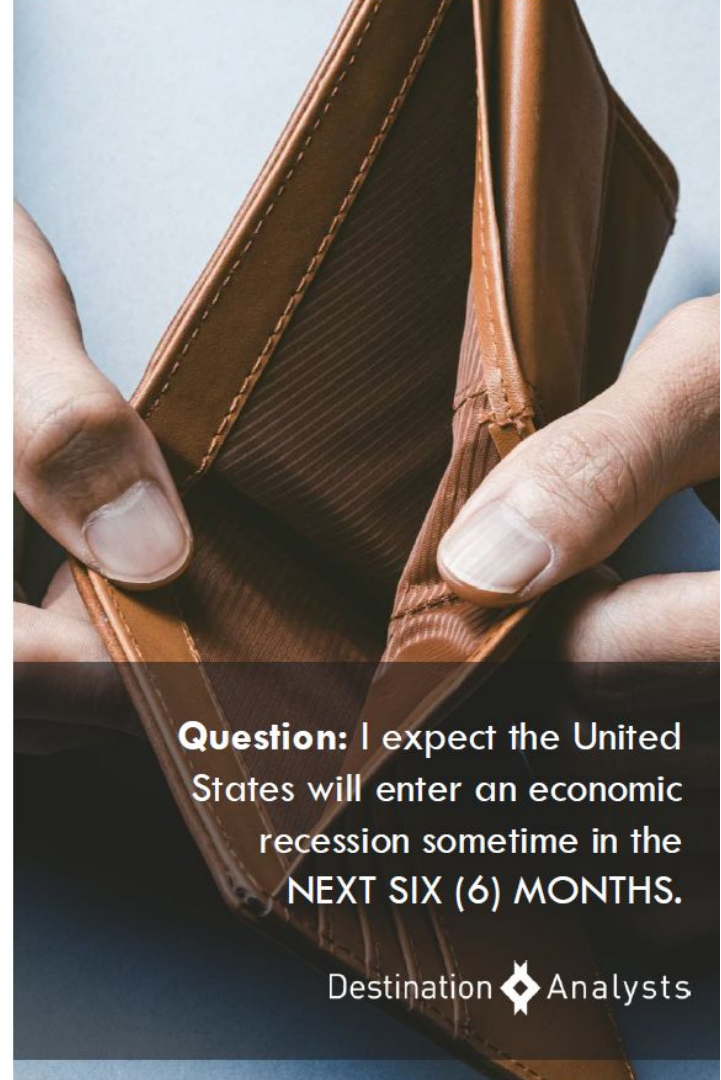 Question: I expect the United
States will enter an economic
recession sometime in the
NEXT SIX (6) MONTHS.
Destination Analysts